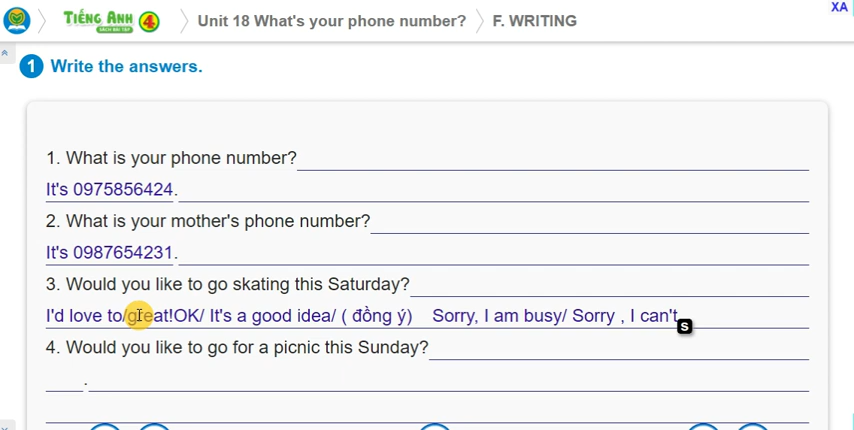 XA
TIẾNG ANH 4 Unit 18 What's your phone number? F. WRITING
SÁCH BÀI TẬP
1 Write the answers.
1. What is your phone number?
It's 0975856424.
2. What is your mother's phone number?
It's 0987654231.
3. Would you like to go skating this Saturday?
I'd love to/great!OK/ It's a good idea/ ( đồng ý) Sorry, I am busy/ Sorry , I can't
S
4. Would you like to go for a picnic this Sunday?
.